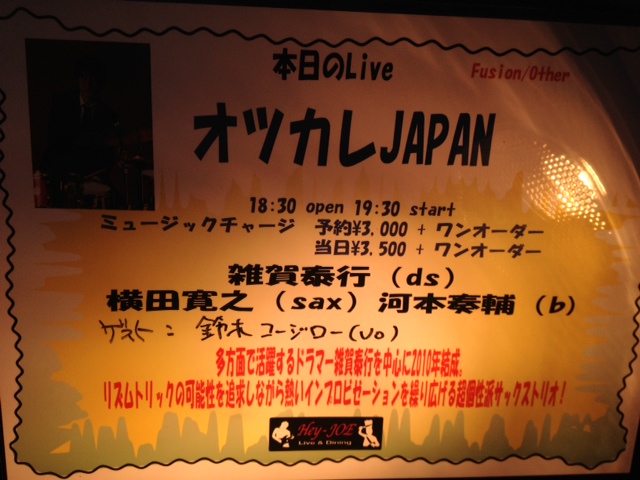 本日のLive
Fusion/Other
オツカレJAPAN
18:30 open 19:30 start
ミュージックチャージ 予約¥3,000 + ワンオーダー
当日¥3,500 + ワンオーダー
雑賀泰行 (ds)
横田寛之 (sax) 河本奏輔 (b)
ゲスト: 鈴木コージロー(vo)
多方面で活躍するドラマー雑賀泰行を中心に2010年結成。
リズムトリックの可能性を追求しながら熱いインプロビゼーションを繰り広げる超個性派サックストリオ!
Hey-JOE
Live & Dining